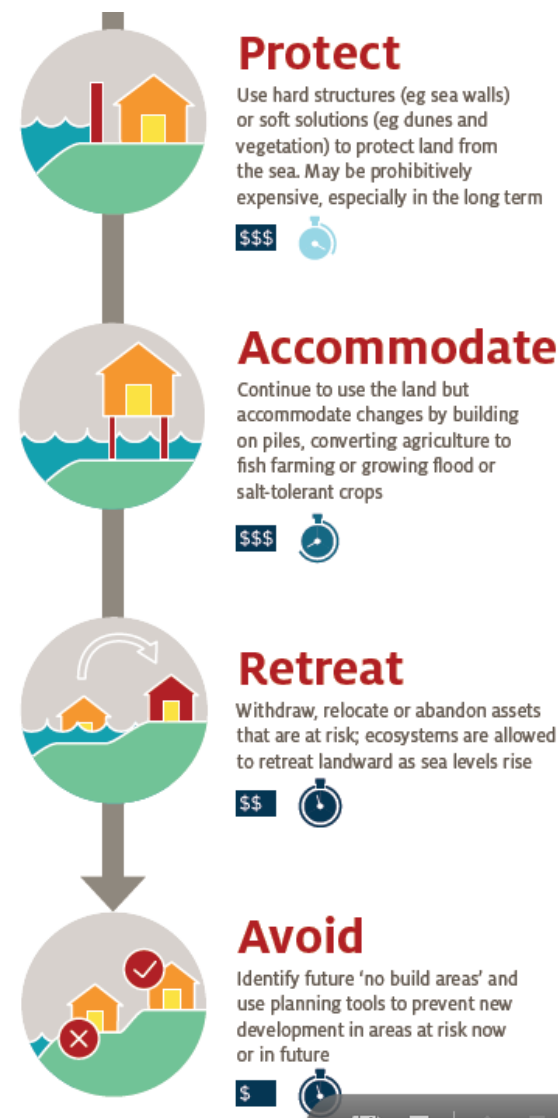 Protect
Use hard structures (eg sea walls)
or soft solutions (eg dunes and
vegetation) to protect land from
the sea. May be prohibitively
expensive, especially in the long term
$$$
Accommodate
Continue to use the land but
accommodate changes by building
on piles, converting agriculture to
fish farming or growing flood or
salt-tolerant crops
$$$
Retreat
Withdraw, relocate or abandon assets
that are at risk; ecosystems are allowed
to retreat landward as sea levels rise
$$
Avoid
Identify future ‘no build areas’ and
use planning tools to prevent new
development in areas at risk now
or in future
$